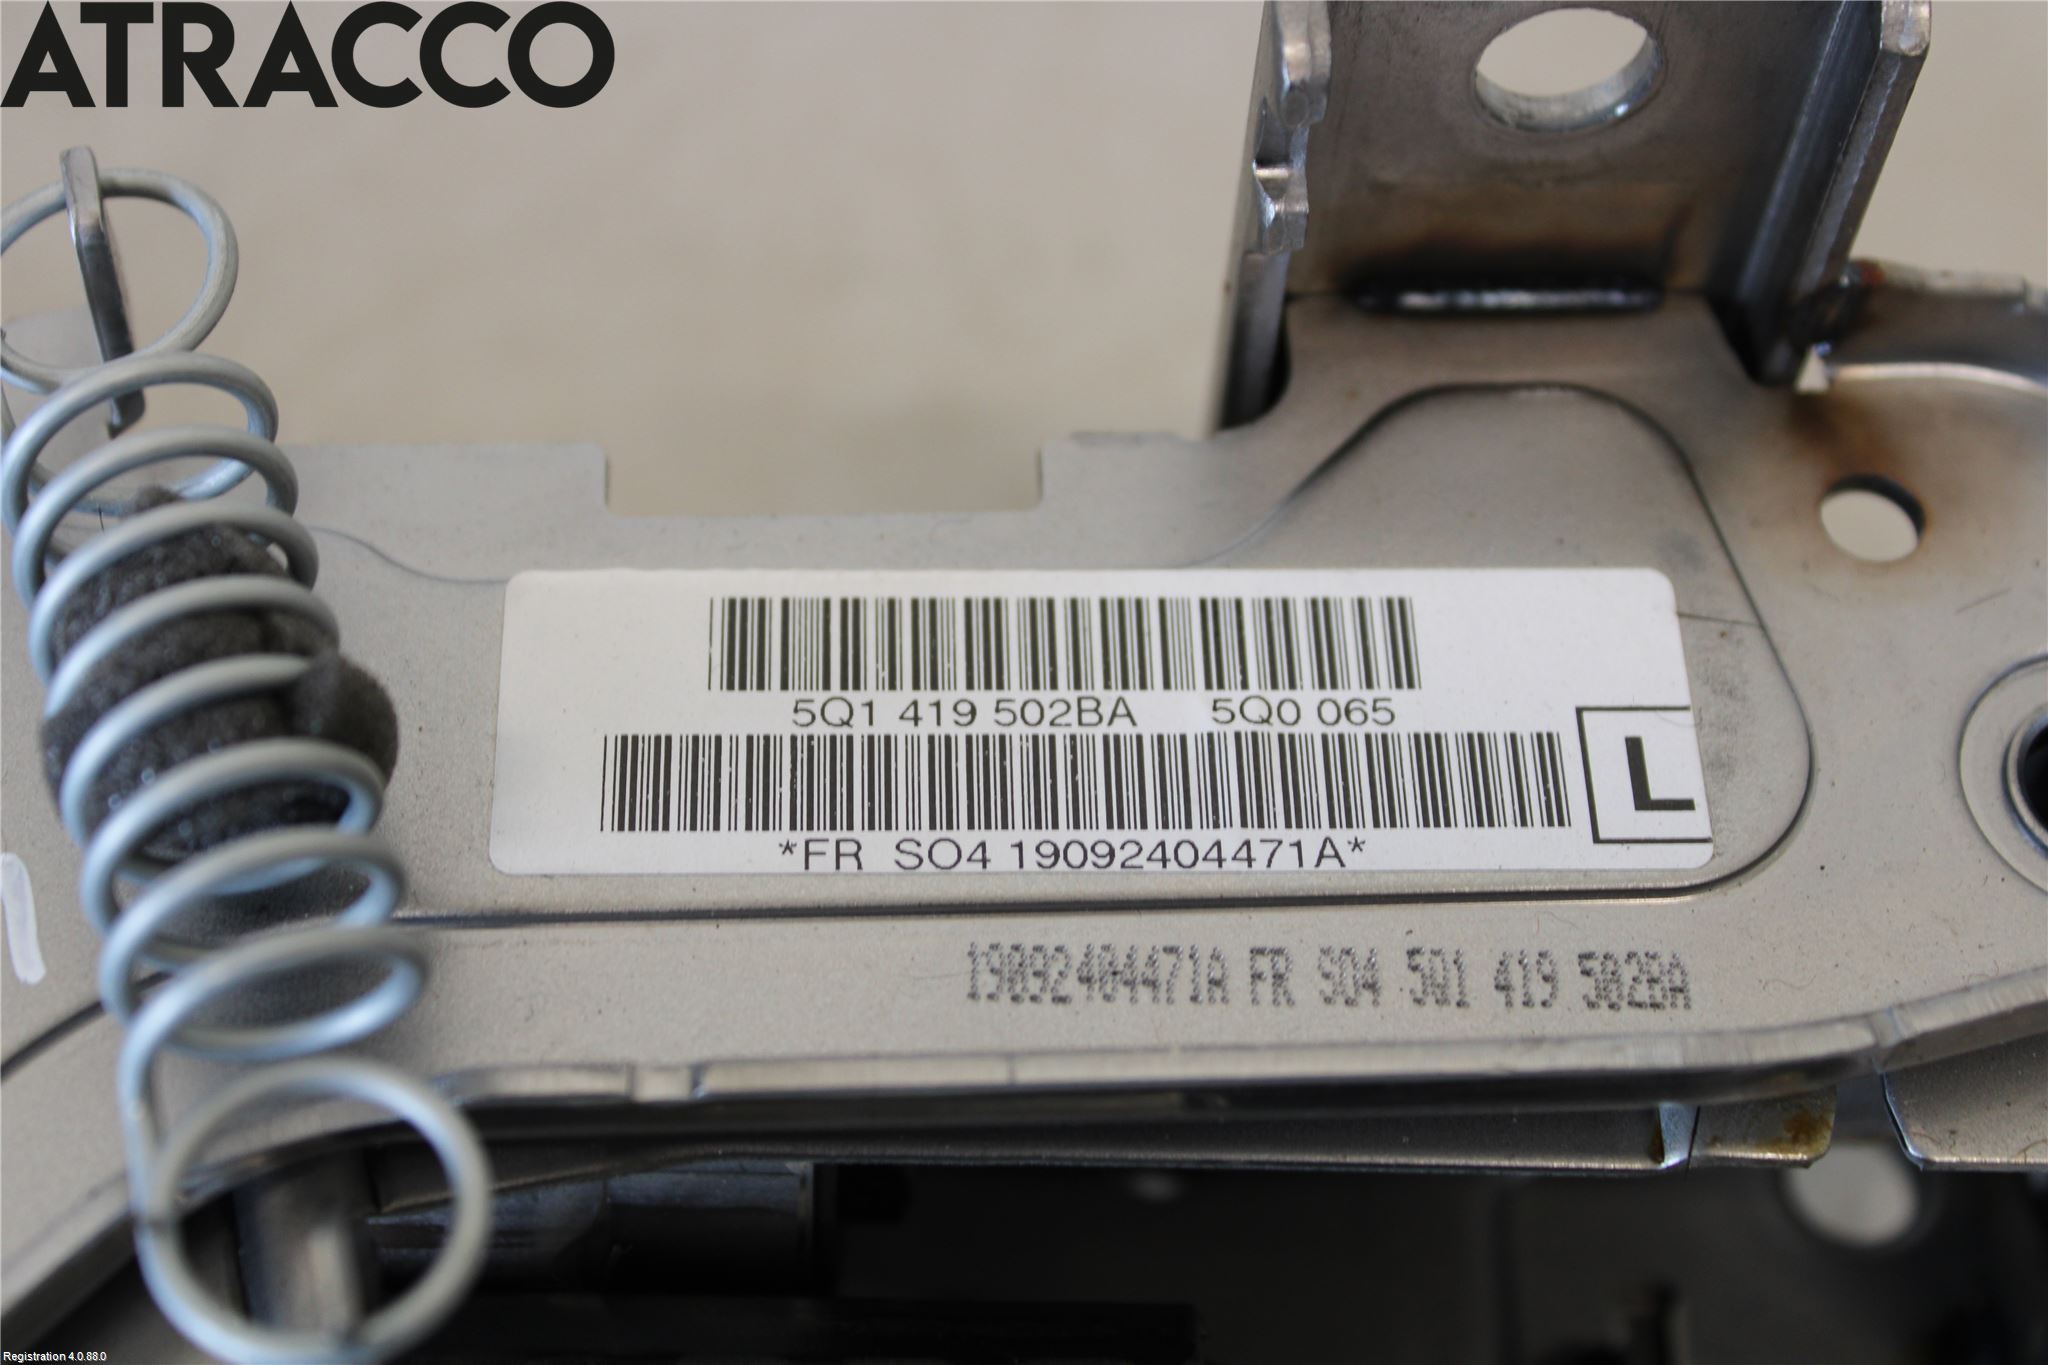 ATRACCO
5Q1 419 502BA 5Q0 065
L
*FR SO4 19092404471A*
19092404471A FR S04 5Q1 419 502BA
Registration 4.0.88.0